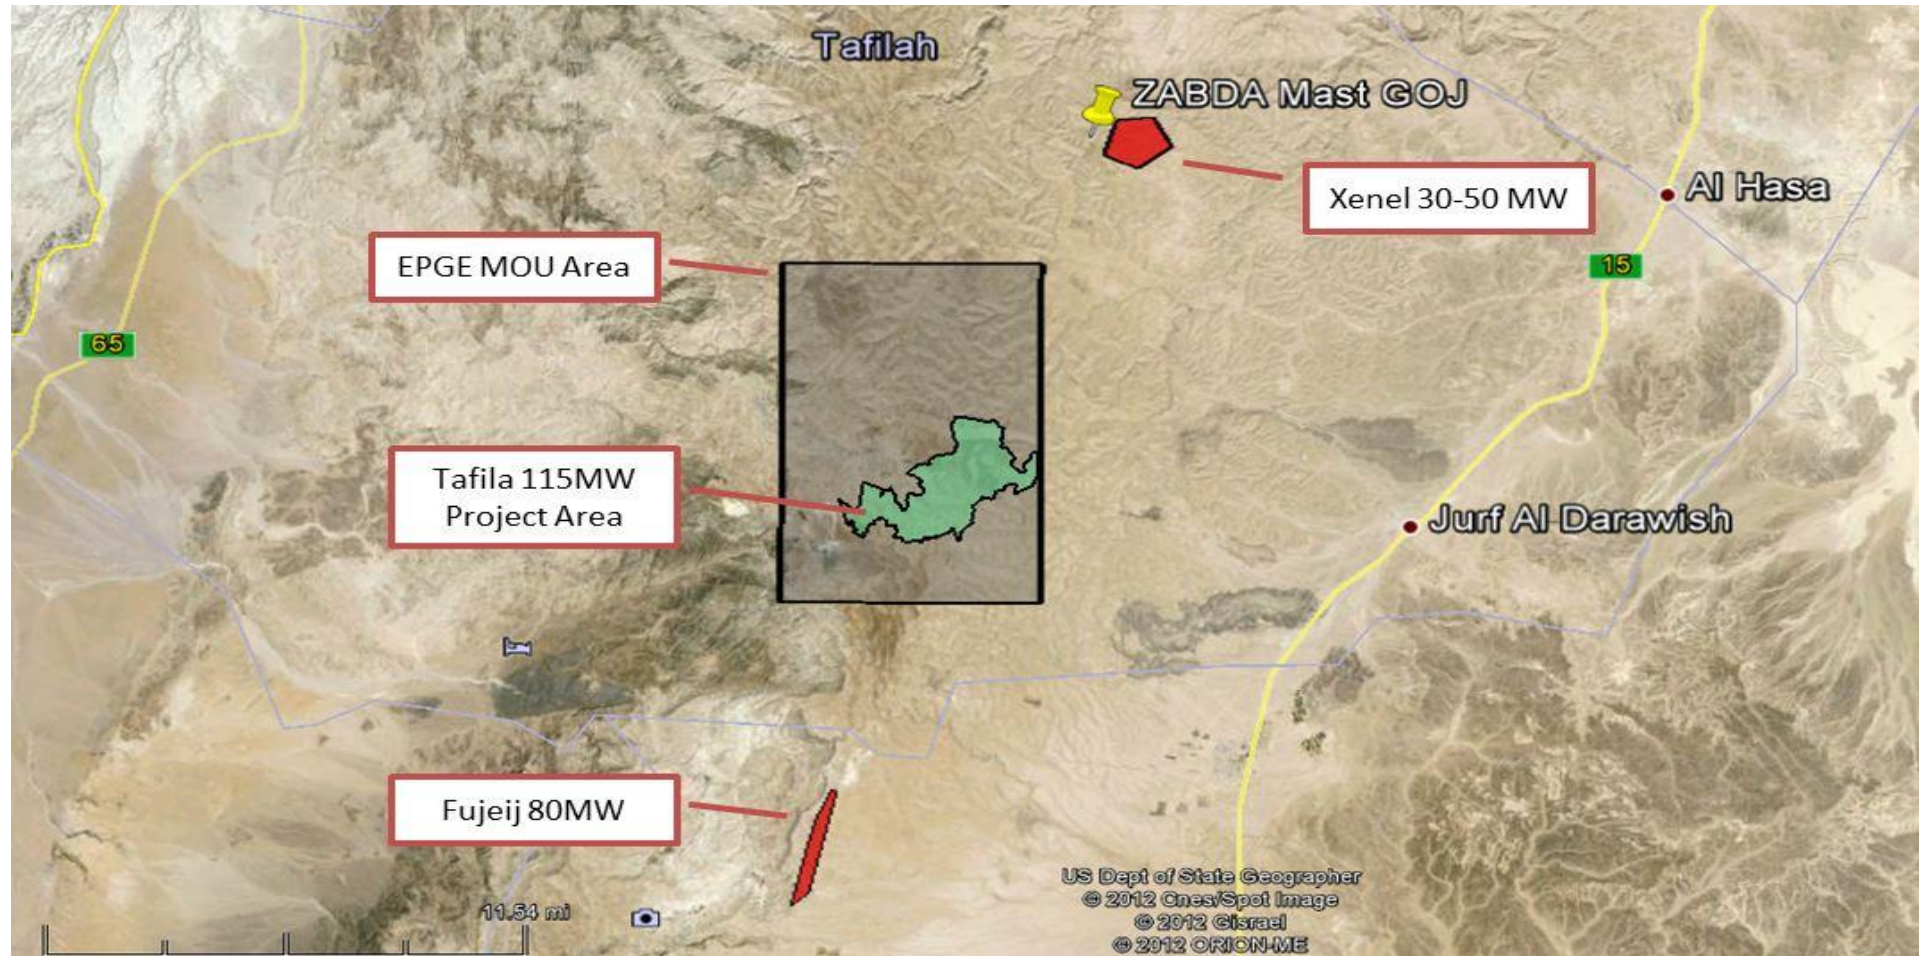 Tafilah
ZABDA Mast GOJ
Xenel 30-50 MW
Al Hasa
EPGE MOU Area
15
65
Tafila 115MW
Project Area
Jurf Al Darawish
Fujeij 80MW
US Dept of State Geographer
© 2012 Cnes/Spot Image
© 2012 Gisrael
© 2012 ORION-ME
11.54 mi